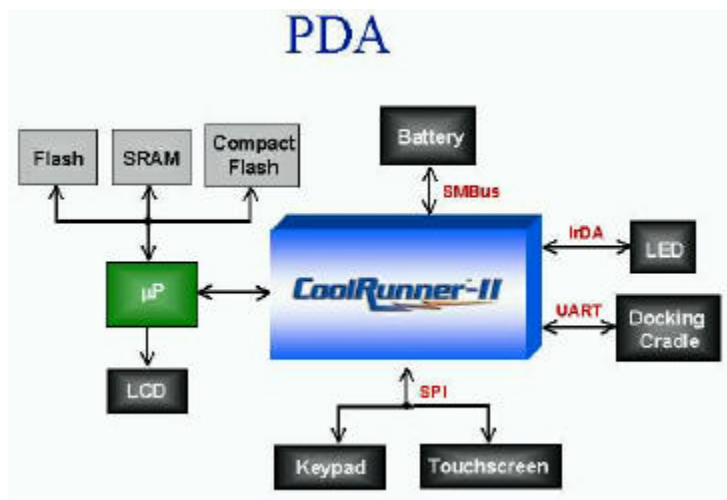 PDA
Flash
SRAM
Compact
Flash
Battery
SMBus
IrDA
LED
µP
CoolRunner-II
UART
Docking
Cradle
LCD
SPI
Keypad
Touchscreen